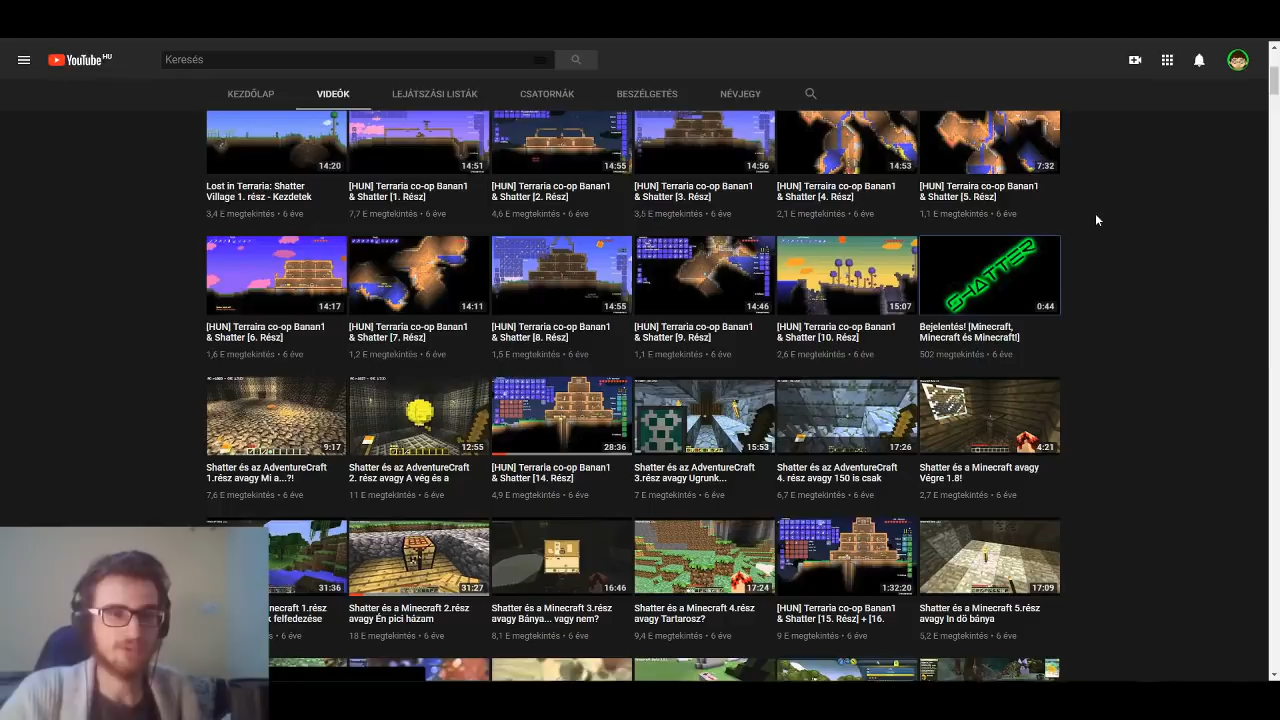 YouTube HU
Keresés
KEZDŐLAP
VIDEÓK
LEJÁTSZÁSI LISTÁK
CSATORNÁK
BESZÉLGETÉS
NÉVJEGY
14:20
14:51
14:55
14:56
14:53
7:32
Lost in Terraria: Shatter
Village 1. rész - Kezdetek
3,4 E megtekintés • 6 éve
[HUN] Terraria co-op Banan1
& Shatter [1. Rész]
7,7 E megtekintés • 6 éve
[HUN] Terraria co-op Banan1
& Shatter [2. Rész]
4,6 E megtekintés • 6 éve
[HUN] Terraria co-op Banan1
& Shatter [3. Rész]
3,5 E megtekintés • 6 éve
[HUN] Terraira co-op Banan1
& Shatter [4. Rész]
2,1 E megtekintés • 6 éve
[HUN] Terraria co-op Banan1
& Shatter [5. Rész]
1,1 E megtekintés • 6 éve
14:17
14:11
14:55
14:46
15:07
SHATTER
0:44
[HUN] Terraira co-op Banan1
& Shatter [6. Rész]
1,6 E megtekintés • 6 éve
[HUN] Terraria co-op Banan1
& Shatter [7. Rész]
1,2 E megtekintés • 6 éve
[HUN] Terraria co-op Banan1
& Shatter [8. Rész]
1,5 E megtekintés • 6 éve
[HUN] Terraria co-op Banan1
& Shatter [9. Rész]
1,1 E megtekintés • 6 éve
[HUN] Terraria co-op Banan1
& Shatter [10. Rész]
2,6 E megtekintés • 6 éve
Bejelentés! [Minecraft,
Minecraft és Minecraft!]
502 megtekintés • 6 éve
9:17
12:55
28:36
15:53
17:26
4:21
Shatter és az AdventureCraft
1.rész avagy Mi a...?!
7,6 E megtekintés • 6 éve
Shatter és az AdventureCraft
2. rész avagy A vég és a
11 E megtekintés • 6 éve
[HUN] Terraria co-op Banan1
& Shatter [14. Rész]
4,9 E megtekintés • 6 éve
Shatter és az AdventureCraft
3.rész avagy Ugrunk...
7 E megtekintés • 6 éve
Shatter és az AdventureCraft
4. rész avagy 150 is csak
6,7 E megtekintés • 6 éve
Shatter és a Minecraft avagy
Végre 1.8!
2,7 E megtekintés • 6 éve
31:36
31:27
16:46
17:24
1:32:20
17:09
necraft 1.rész
k felfedezése
• 6 éve
Shatter és a Minecraft 2.rész
avagy Én pici házam
18 E megtekintés • 6 éve
Shatter és a Minecraft 3.rész
avagy Bánya... vagy nem?
8,1 E megtekintés • 6 éve
Shatter és a Minecraft 4.rész
avagy Tartarosz?
9,4 E megtekintés • 6 éve
[HUN] Terraria co-op Banan1
& Shatter [15. Rész] + [16.
9 E megtekintés • 6 éve
Shatter és a Minecraft 5.rész
avagy In dö bánya
5,2 E megtekintés • 6 éve